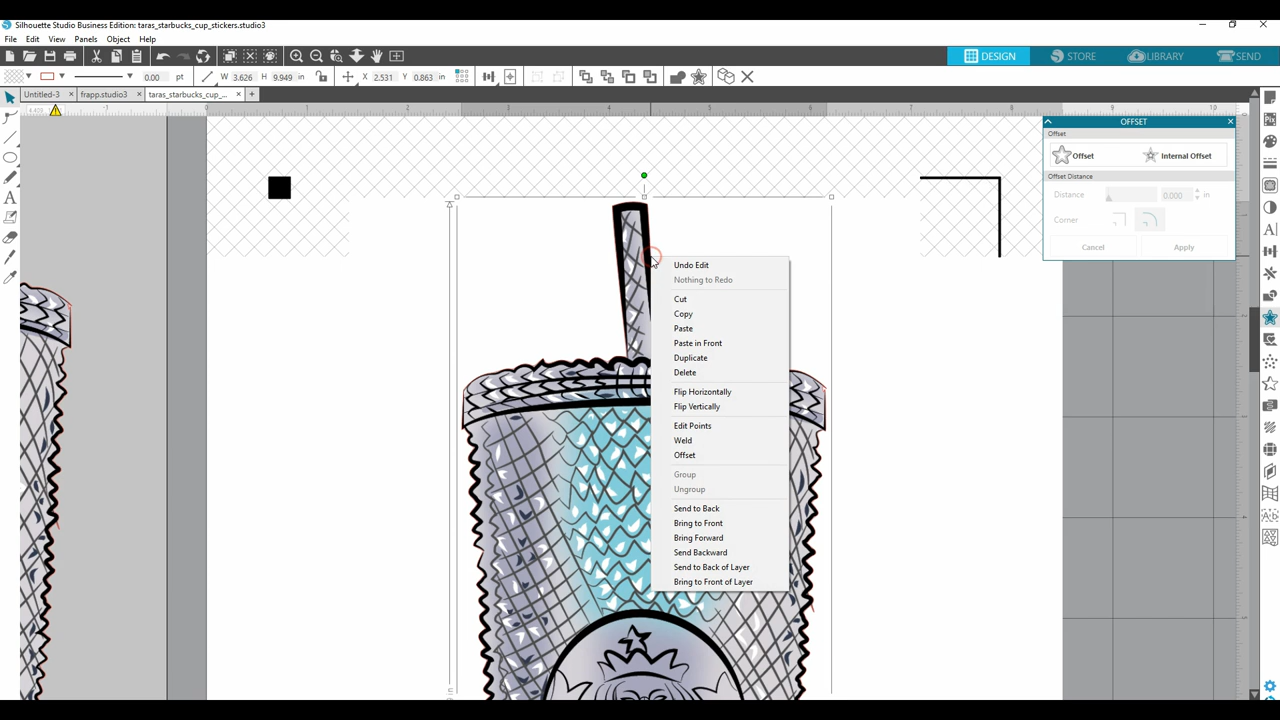 Silhouette Studio Business Edition: taras_starbucks_cup_stickers.studio3
File Edit View Panels Object Help
DESIGN STORE LIBRARY SEND
0.00 pt W 3.626 H 9.949 in X 2.531 Y 0.863 in
Untitled-3 frapp.studio3 taras_starbucks_cup_...
OFFSET
Offset
Offset Internal Offset
Offset Distance
Distance 0.000 in
Corner
Cancel Apply
Undo Edit
Nothing to Redo
Cut
Copy
Paste
Paste in Front
Duplicate
Delete
Flip Horizontally
Flip Vertically
Edit Points
Weld
Offset
Group
Ungroup
Send to Back
Bring to Front
Bring Forward
Send Backward
Send to Back of Layer
Bring to Front of Layer